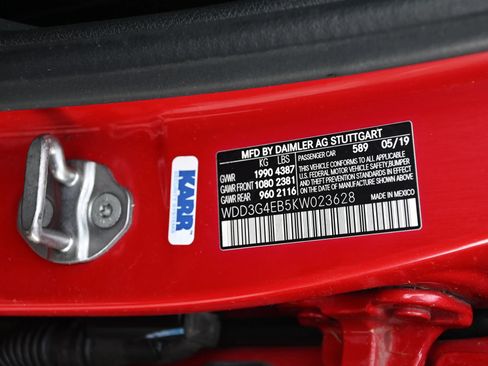 KARR
MFD BY DAIMLER AG STUTTGART
KG LBS PASSENGER CAR 589 05/19
GVWR 1990 4387 THIS VEHICLE CONFORMS TO ALL APPLICABLE
GAWR FRONT 1080 2381 U.S. FEDERAL MOTOR VEHICLE SAFETY, BUMPER,
GAWR REAR 960 2116 AND THEFT PREVENTION STANDARDS IN EFFECT
ON THE DATE OF MANUFACTURE SHOWN ABOVE.
WDD3G4EB5KW023628 MADE IN MEXICO